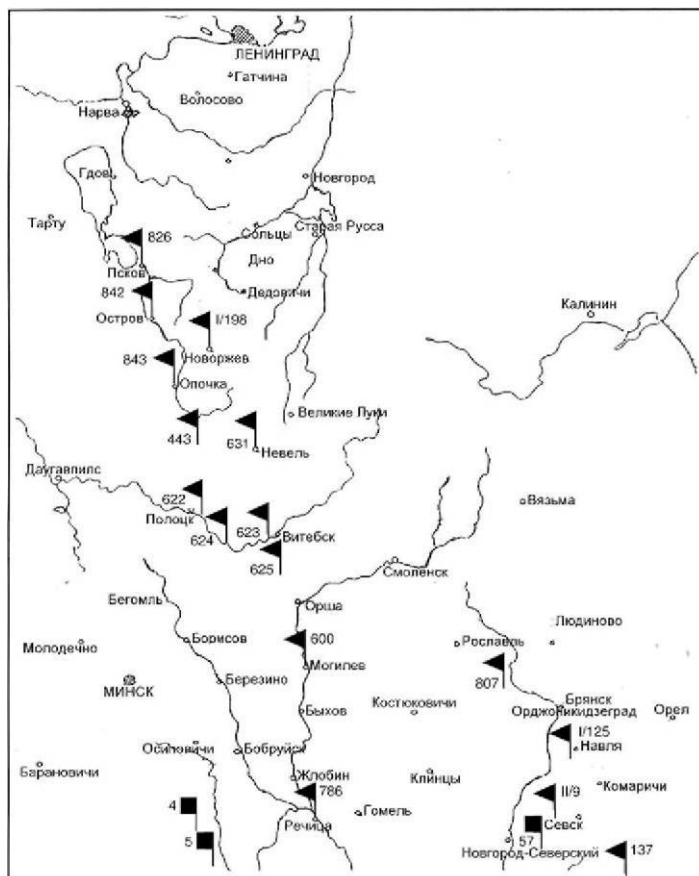 ЛЕНИНГРАД
Гатчина
Волосово
Нарва
Гдов
Новгород
Тарту
826
Сольцы
Старая Русса
Псков
Дно
842
Дедовичи
Остров
I/198
Калинин
843
Новоржев
Опочка
Великие Луки
443
631
Невель
Даугавпилс
622
Вязьма
Полоцк
624
623
Витебск
625
Смоленск
Бегомль
Орша
Людиново
Молодечно
Борисов
600
Рославль
Могилев
807
МИНСК
Березино
Быхов
Костюковичи
Брянск
Орджоникидзеград
Орел
I/125
Навля
Осиповичи
Бобруйск
Барановичи
Жлобин
Клинцы
786
Комаричи
4
II/9
Гомель
Речица
Севск
5
57
Новгород-Северский
137